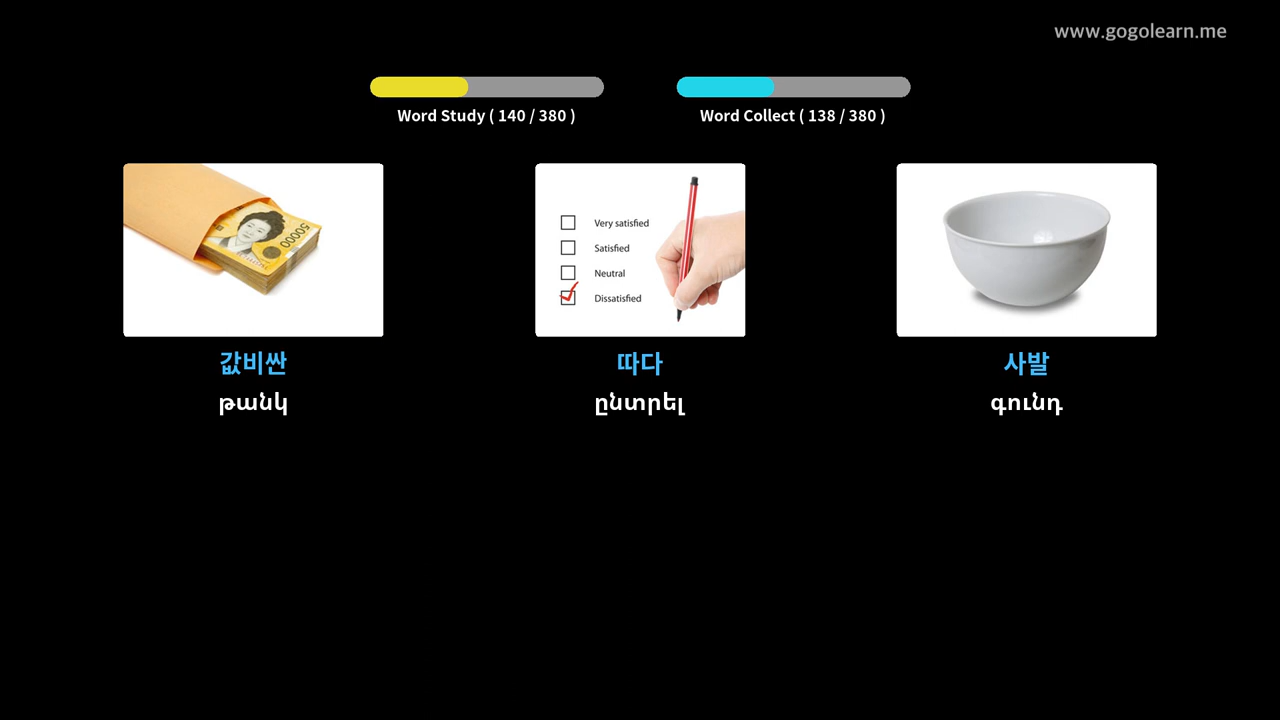 www.gogolearn.me
Word Study ( 140 / 380 )
Word Collect ( 138 / 380 )
50000
Very satisfied
Satisfied
Neutral
Dissatisfied
값비싼
따다
사발
թանկ
ընտրել
գունդ